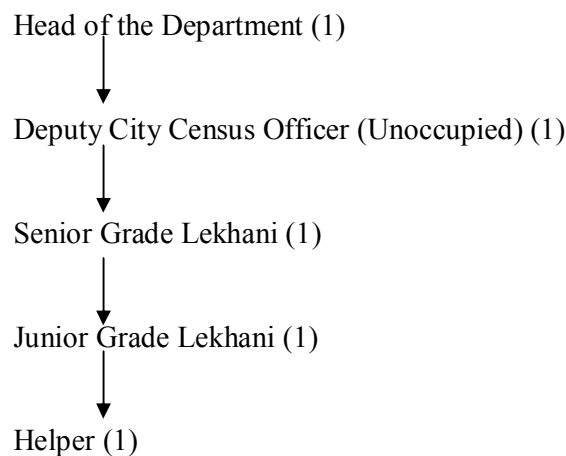 Head of the Department (1)
Deputy City Census Officer (Unoccupied) (1)
Senior Grade Lekhani (1)
Junior Grade Lekhani (1)
Helper (1)